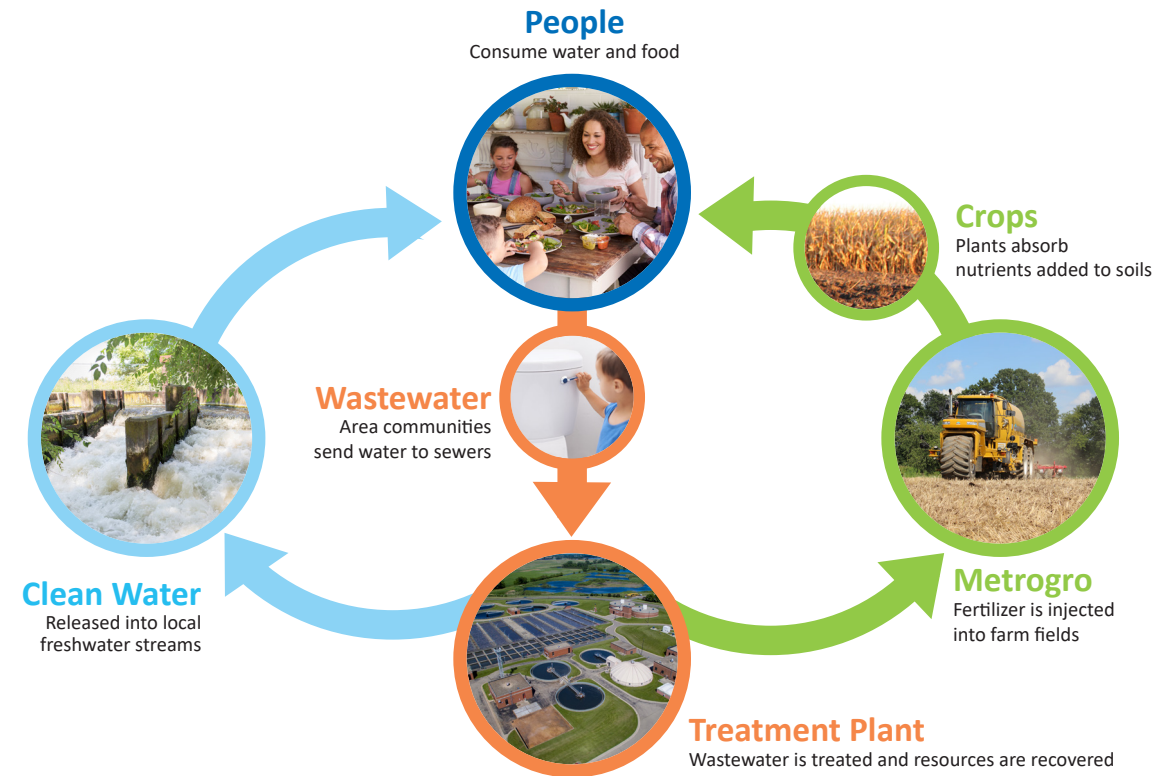 People
Consume water and food
Crops
Plants absorb
nutrients added to soils
Wastewater
Area communities
send water to sewers
Clean Water
Released into local
freshwater streams
Metrogro
Fertilizer is injected
into farm fields
Treatment Plant
Wastewater is treated and resources are recovered